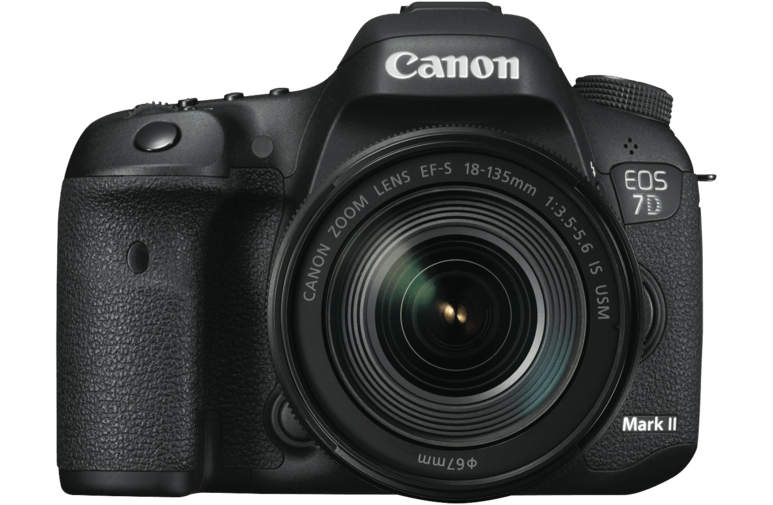 Canon
EOS
7D
CANON ZOOM LENS EF-S 18-135mm 1:3.5-5.6 IS USM
Mark II
ϕ67mm